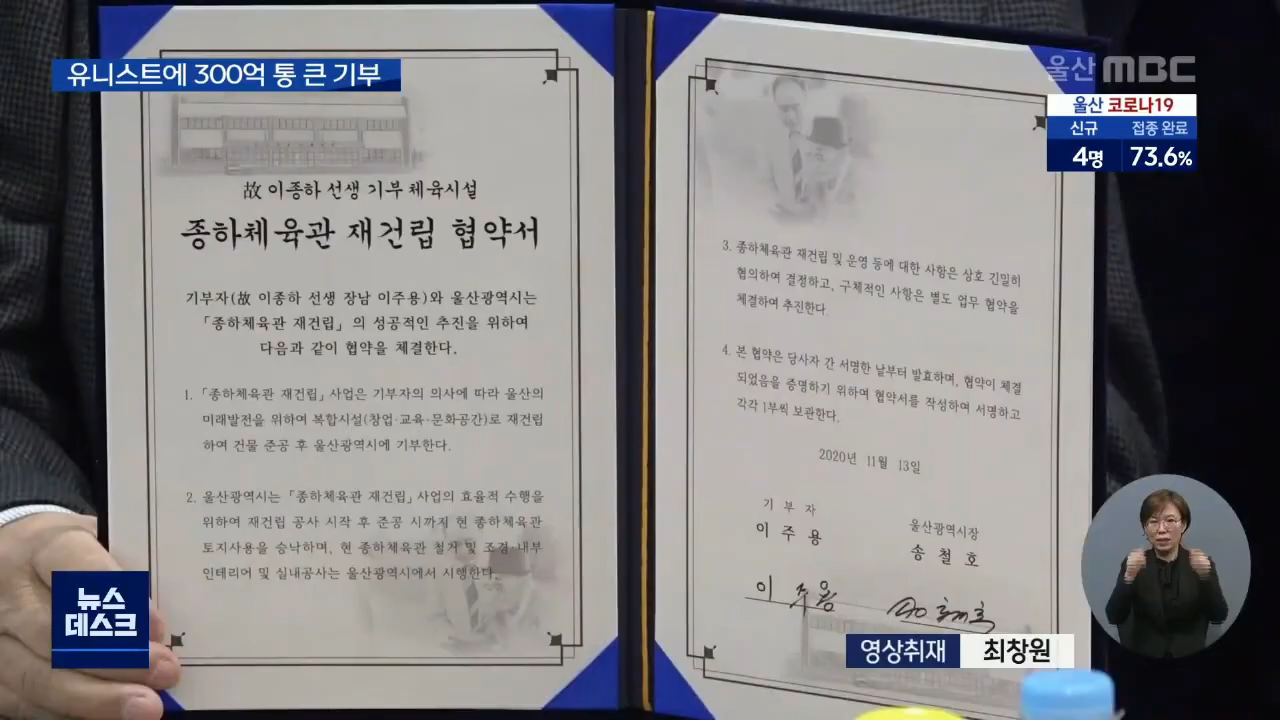 유니스트에 300억 통 큰 기부
울산 MBC
울산 코로나19
신규 접종 완료
4명 73.6%
故 이종하 선생 기부 체육시설
종하체육관 재건립 협약서
기부자(故 이종하 선생 장남 이주용)와 울산광역시는
「종하체육관 재건립」의 성공적인 추진을 위하여
다음과 같이 협약을 체결한다.
1. 「종하체육관 재건립」 사업은 기부자의 의사에 따라 울산의
미래발전을 위하여 복합시설(창업·교육·문화공간)로 재건립
하여 건물 준공 후 울산광역시에 기부한다.
2. 울산광역시는 「종하체육관 재건립」 사업의 효율적 수행을
위하여 재건립 공사 시작 후 준공 시까지 현 종하체육관
토지사용을 승낙하며, 현 종하체육관 철거 및 조경·내부
인테리어 및 실내공사는 울산광역시에서 시행한다.
3. 종하체육관 재건립 및 운영 등에 대한 사항은 상호 긴밀히
협의하여 결정하고, 구체적인 사항은 별도 업무 협약을
체결하여 추진한다.
4. 본 협약은 당사자 간 서명한 날부터 발효하며, 협약이 체결
되었음을 증명하기 위하여 협약서를 작성하여 서명하고
각각 1부씩 보관한다.
2020년 11월 13일
기 부 자 울산광역시장
이 주 용 송 철 호
이 주 용
뉴스
데스크
영상취재 최창원